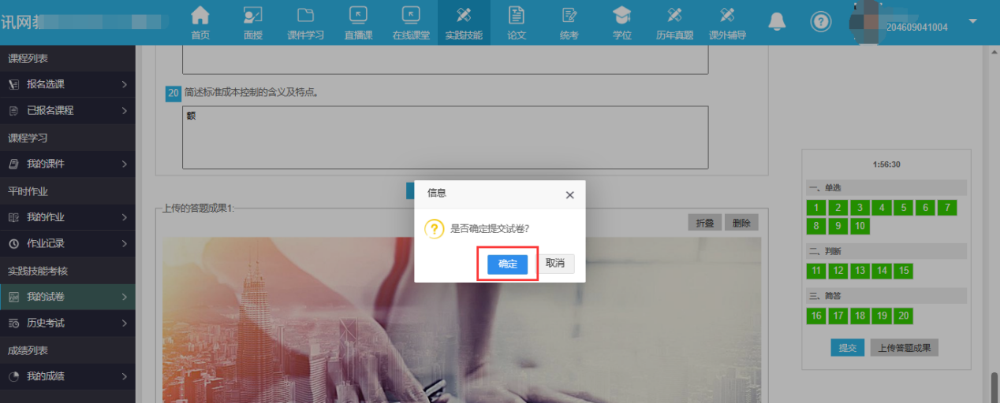 讯网教
首页 面授 课件学习 直播课 在线课堂 实践技能 论文 统考 学位 历年真题 课外辅导 204609041004
课程列表
报名选课
已报名课程
课程学习
我的课件
平时作业
我的作业
作业记录
实践技能考核
我的试卷
历史考试
成绩列表
我的成绩
20 简述标准成本控制的含义及特点。
额
上传的答题成果1:
折叠 删除
信息
是否确定提交试卷?
确定 取消
1:56:30
一、单选
1 2 3 4 5 6 7
8 9 10
二、判断
11 12 13 14 15
三、简答
16 17 18 19 20
提交 上传答题成果